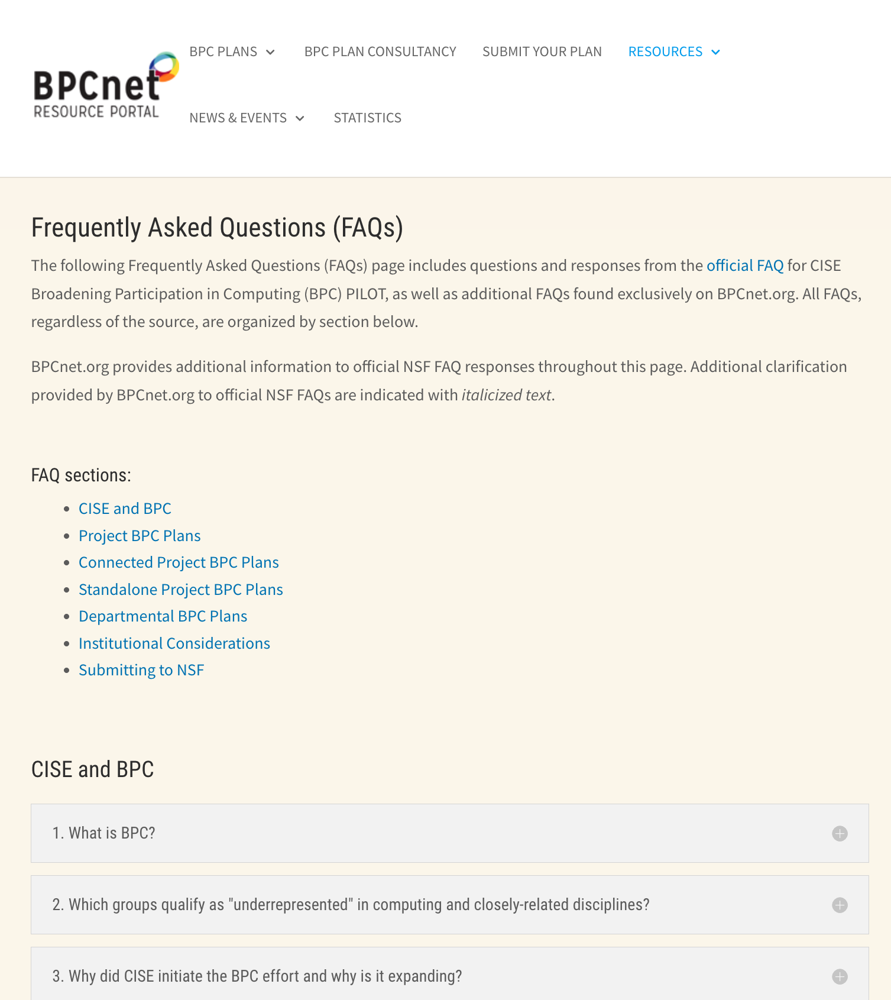 BPCnet
RESOURCE PORTAL
BPC PLANS
BPC PLAN CONSULTANCY
SUBMIT YOUR PLAN
RESOURCES
NEWS & EVENTS
STATISTICS
Frequently Asked Questions (FAQs)
The following Frequently Asked Questions (FAQs) page includes questions and responses from the official FAQ for CISE
Broadening Participation in Computing (BPC) PILOT, as well as additional FAQs found exclusively on BPCnet.org. All FAQs,
regardless of the source, are organized by section below.
BPCnet.org provides additional information to official NSF FAQ responses throughout this page. Additional clarification
provided by BPCnet.org to official NSF FAQs are indicated with italicized text.
FAQ sections:
• CISE and BPC
• Project BPC Plans
• Connected Project BPC Plans
• Standalone Project BPC Plans
• Departmental BPC Plans
• Institutional Considerations
• Submitting to NSF
CISE and BPC
1. What is BPC?
2. Which groups qualify as "underrepresented" in computing and closely-related disciplines?
3. Why did CISE initiate the BPC effort and why is it expanding?